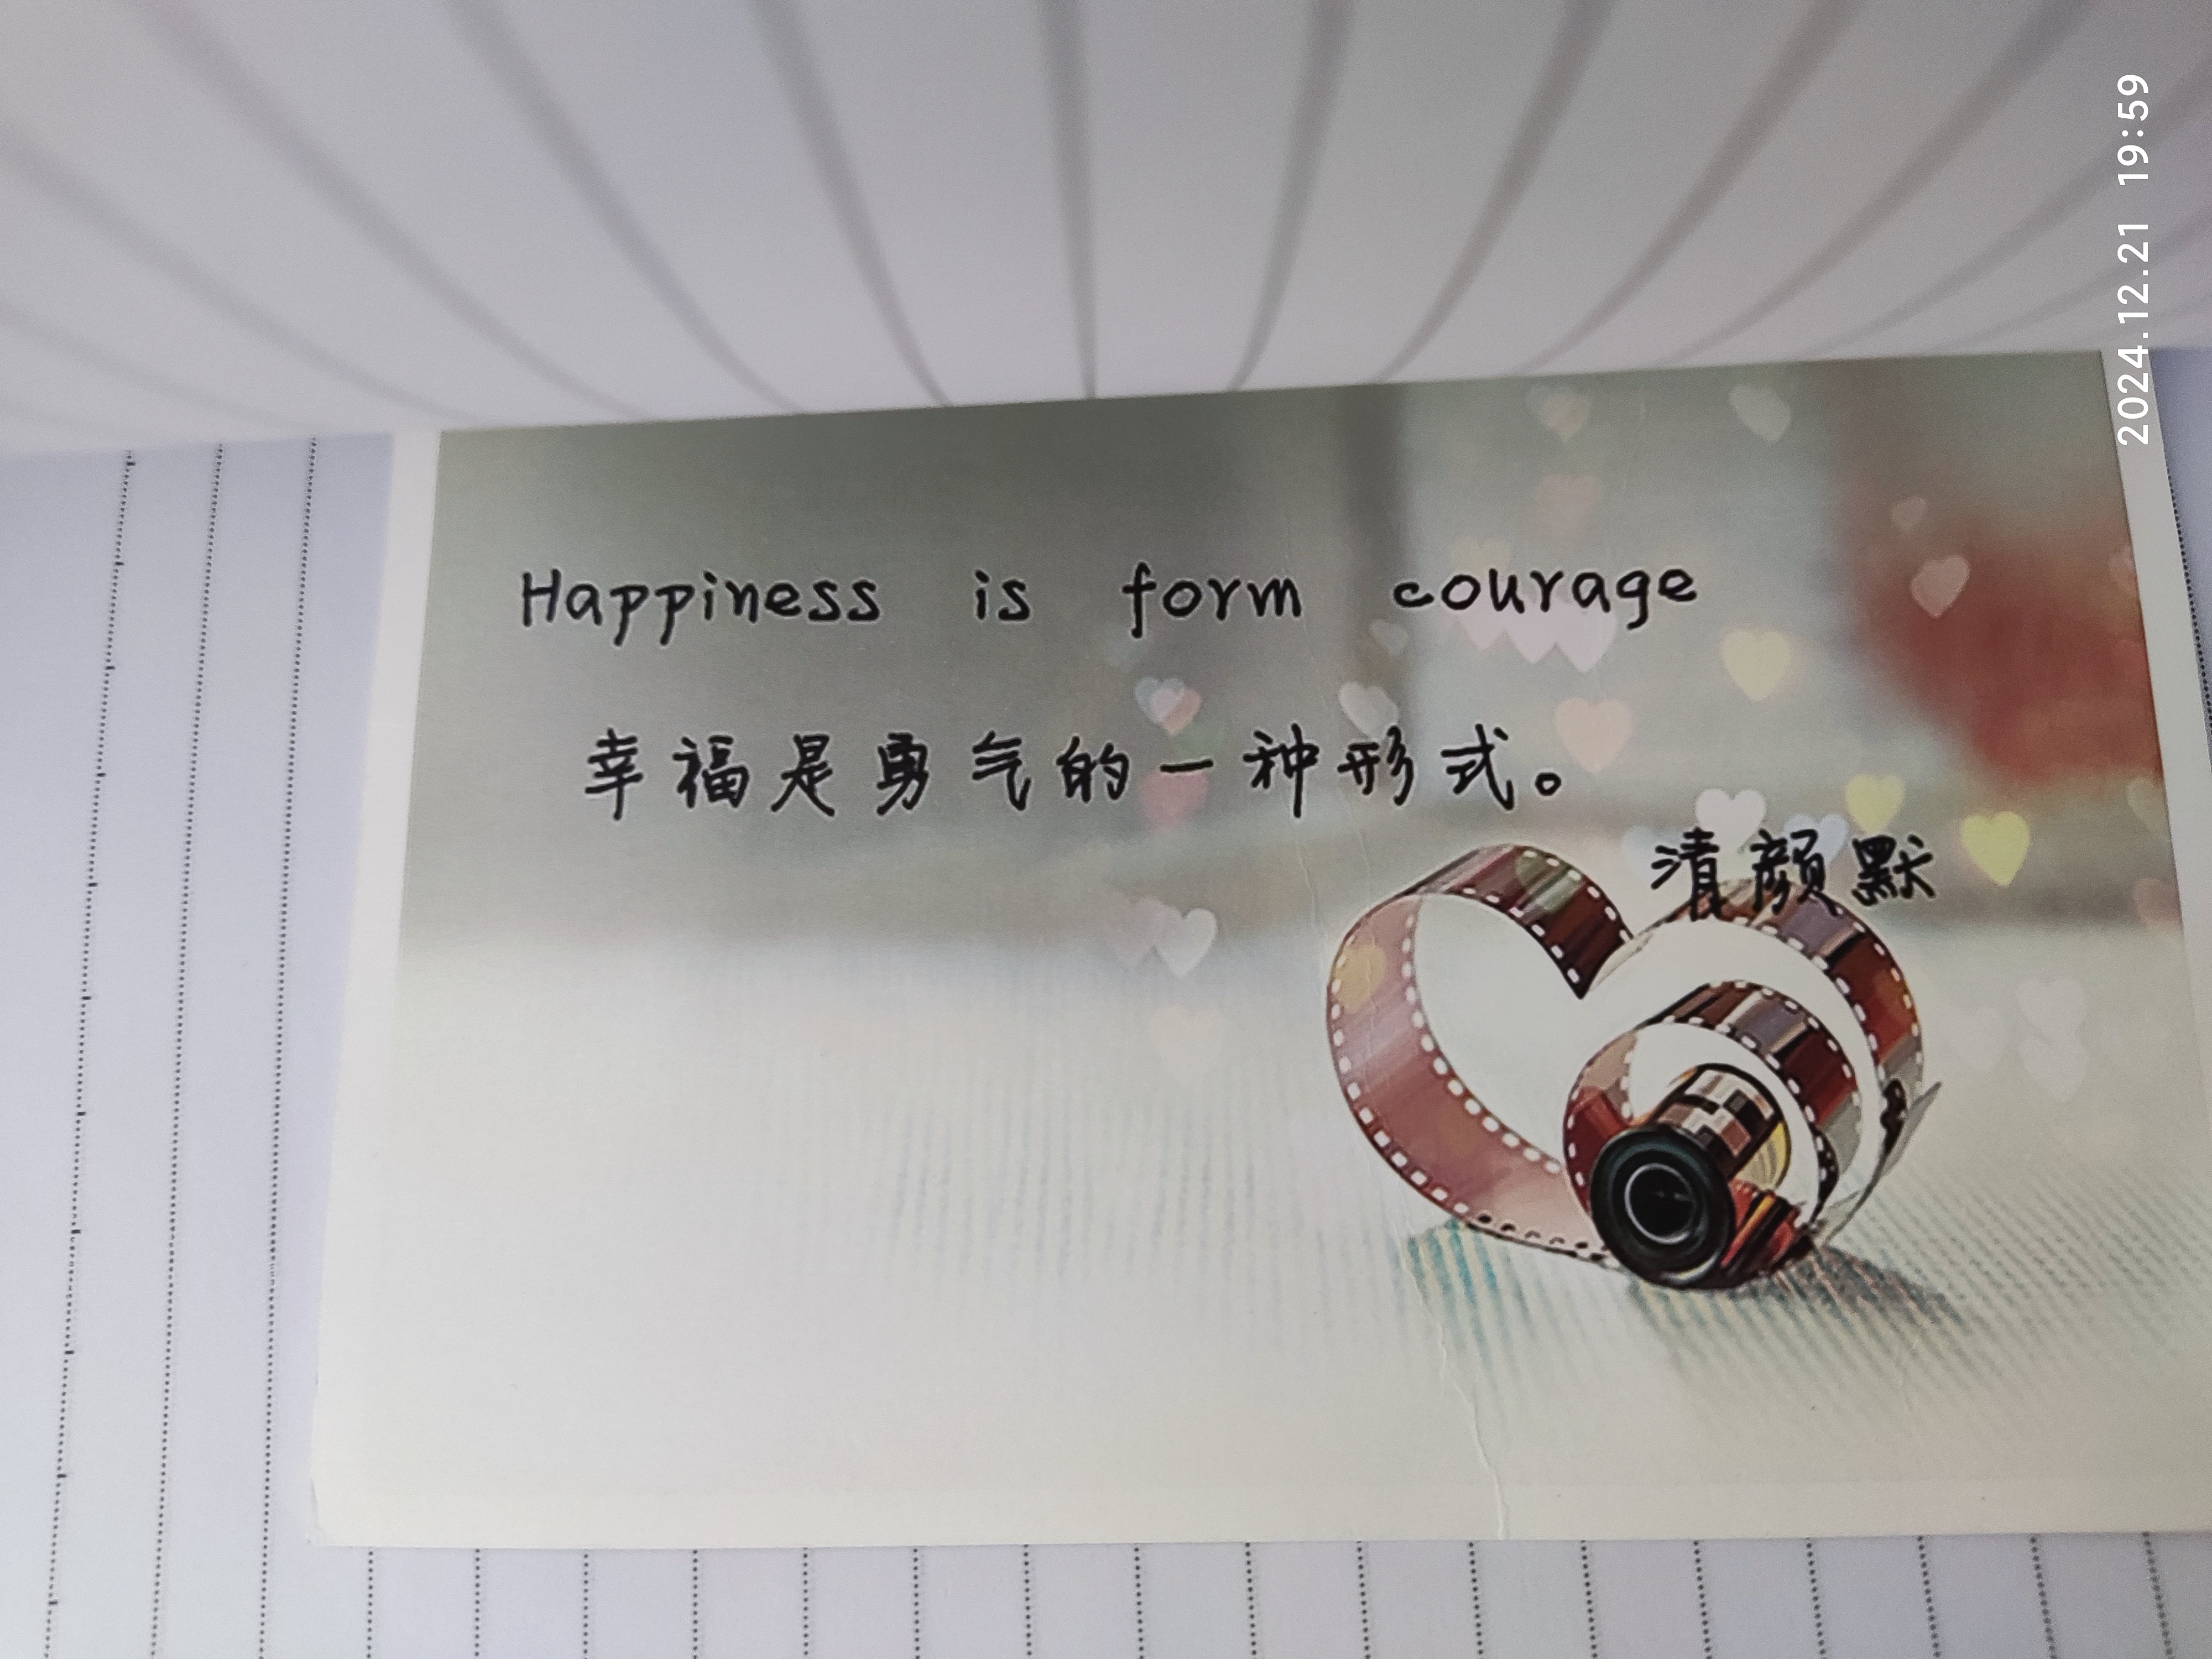 Happiness is form courage
幸福是勇气的一种形式。
清颜默
2024.12.21 19:59